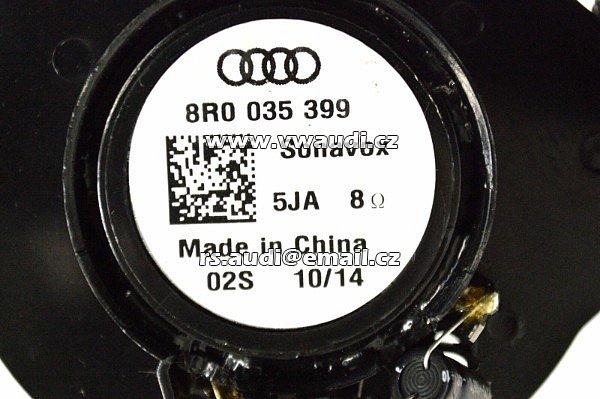 8R0 035 399
www.vwaudi.cz
Sonavox
5JA 8Ω
Made in China
rs.audi@email.cz
02S 10/14